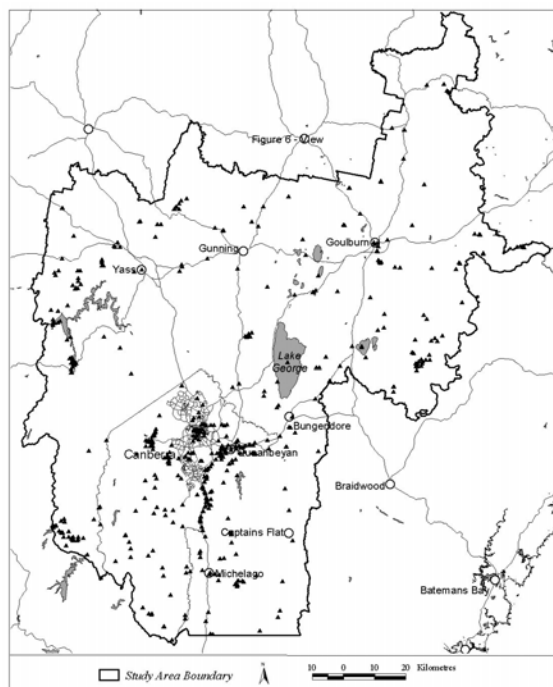 Figure 6 - View
Goulburn
Gunning
Yass
Lake
George
Bungendore
Canberra
Queanbeyan
Braidwood
Captains Flat
Michelago
Batemans Bay
Study Area Boundary
N
10 0 10 20 Kilometres